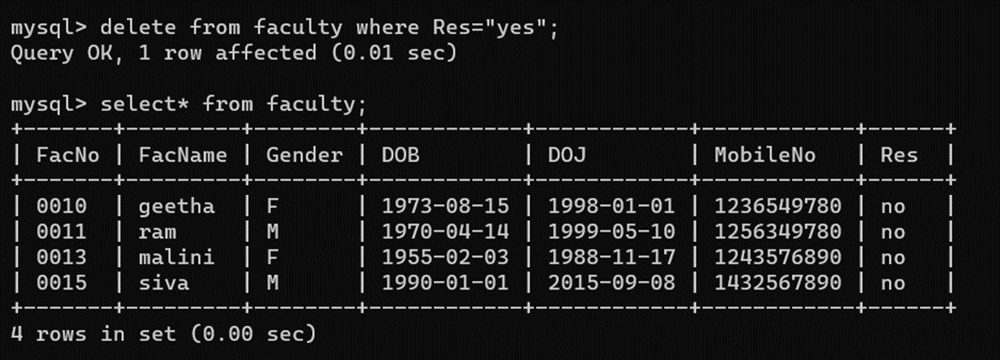 mysql> delete from faculty where Res="yes";
Query OK, 1 row affected (0.01 sec)
mysql> select* from faculty;
+-------+---------+--------+------------+------------+------------+------+
| FacNo | FacName | Gender | DOB        | DOJ        | MobileNo   | Res  |
+-------+---------+--------+------------+------------+------------+------+
| 0010  | geetha  | F      | 1973-08-15 | 1998-01-01 | 1236549780 | no   |
| 0011  | ram     | M      | 1970-04-14 | 1999-05-10 | 1256349780 | no   |
| 0013  | malini  | F      | 1955-02-03 | 1988-11-17 | 1243576890 | no   |
| 0015  | siva    | M      | 1990-01-01 | 2015-09-08 | 1432567890 | no   |
+-------+---------+--------+------------+------------+------------+------+
4 rows in set (0.00 sec)